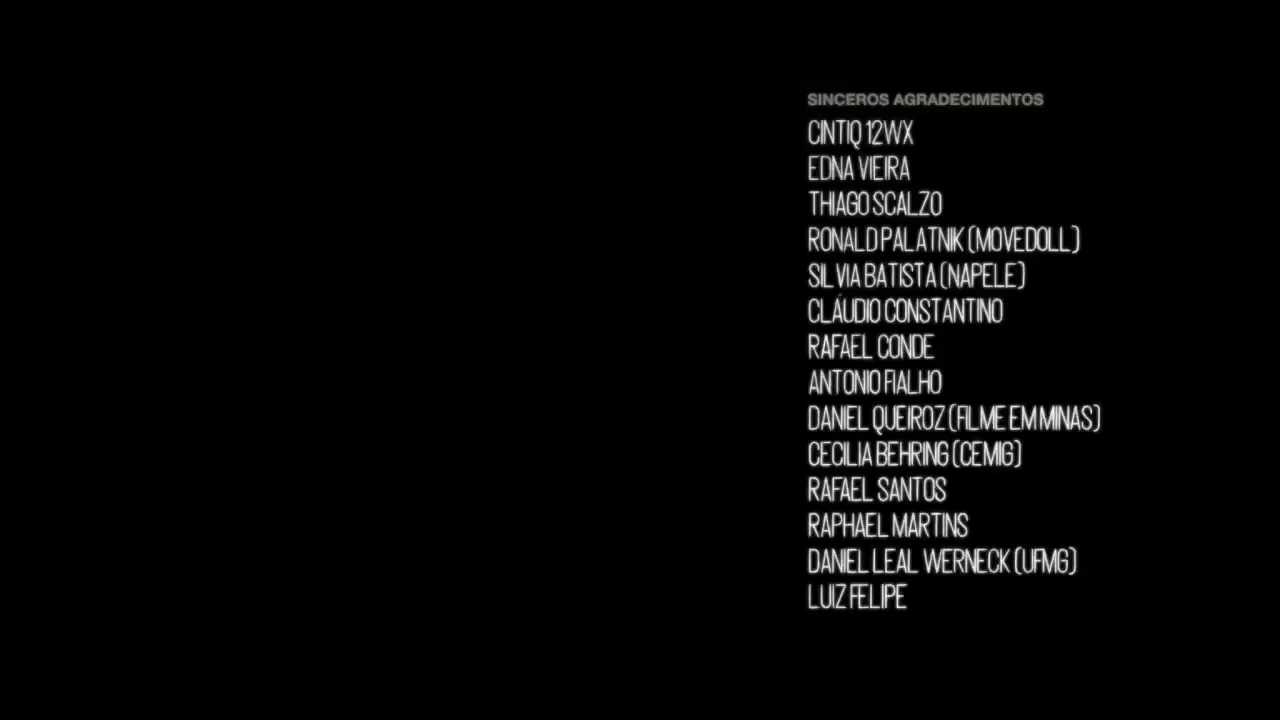 SINCEROS AGRADECIMENTOS
CINTIQ 12WX
EDNA VIEIRA
THIAGO SCALZO
RONALD PALATNIK (MOVEDOLL)
SILVIA BATISTA (NAPELE)
CLÁUDIO CONSTANTINO
RAFAEL CONDE
ANTONIO FIALHO
DANIEL QUEIROZ (FILME EM MINAS)
CECILIA BEHRING (CEMIG)
RAFAEL SANTOS
RAPHAEL MARTINS
DANIEL LEAL WERNECK (UFMG)
LUIZ FELIPE